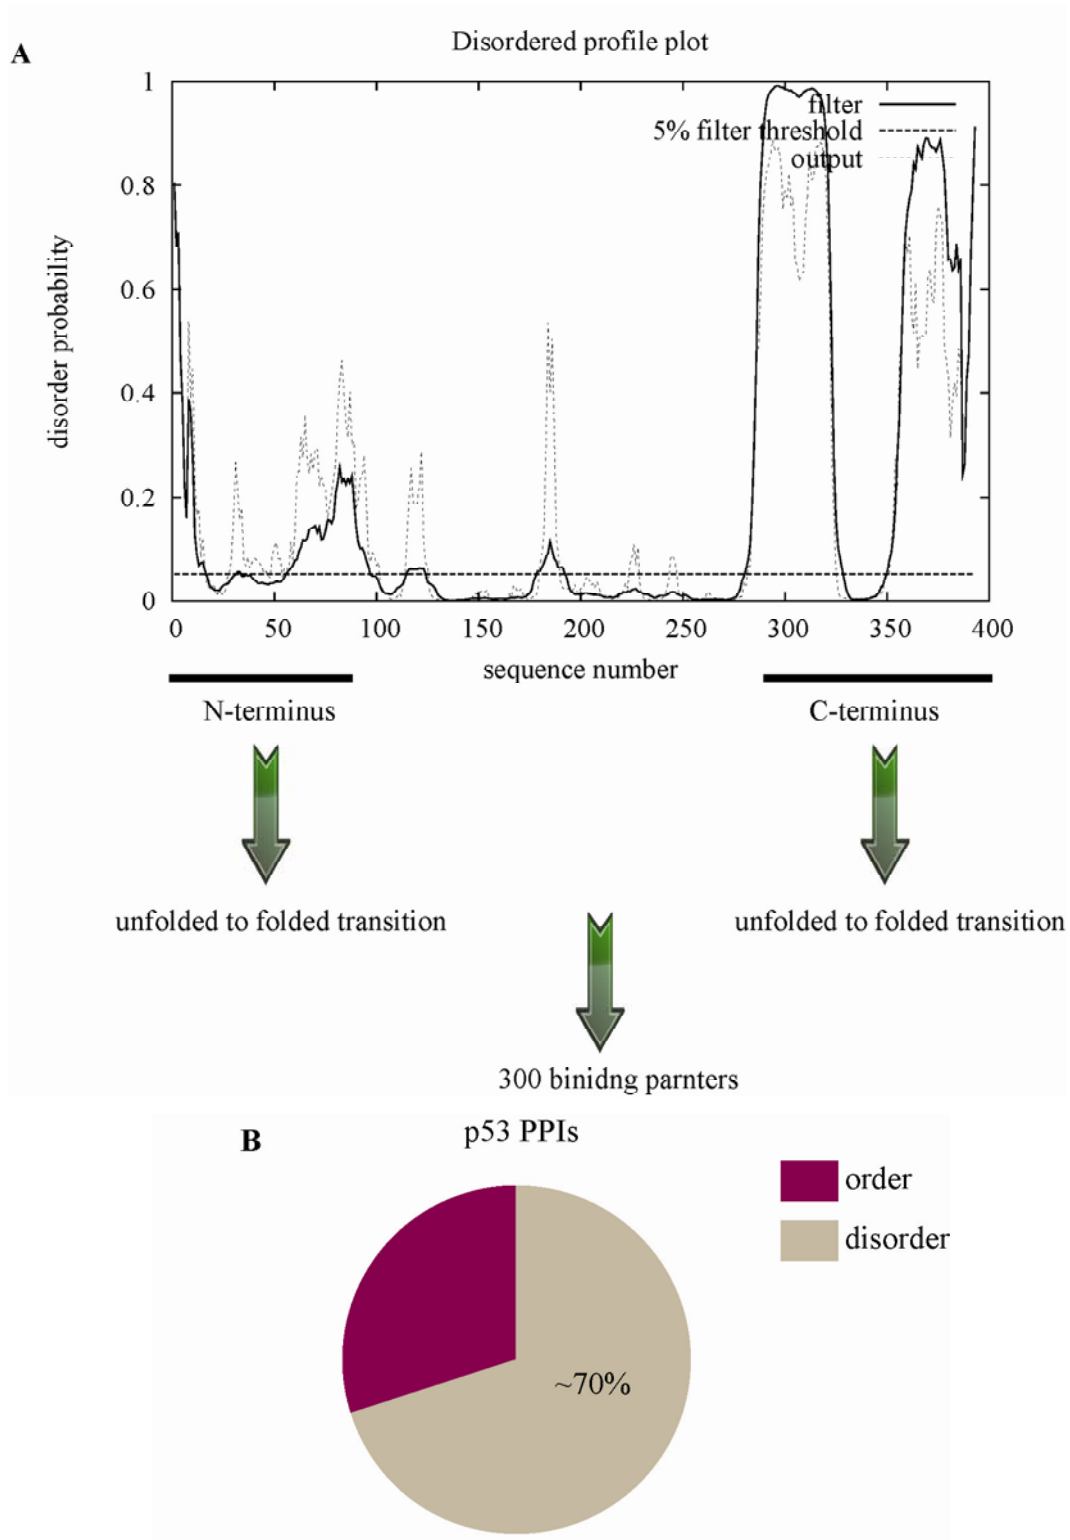 A
Disordered profile plot
disorder probability
1
0.8
0.6
0.4
0.2
0
filter
5% filter threshold
output
0 50 100 150 200 250 300 350 400
sequence number
N-terminus
C-terminus
unfolded to folded transition
unfolded to folded transition
300 binidng parnters
B
p53 PPIs
order
disorder
~70%